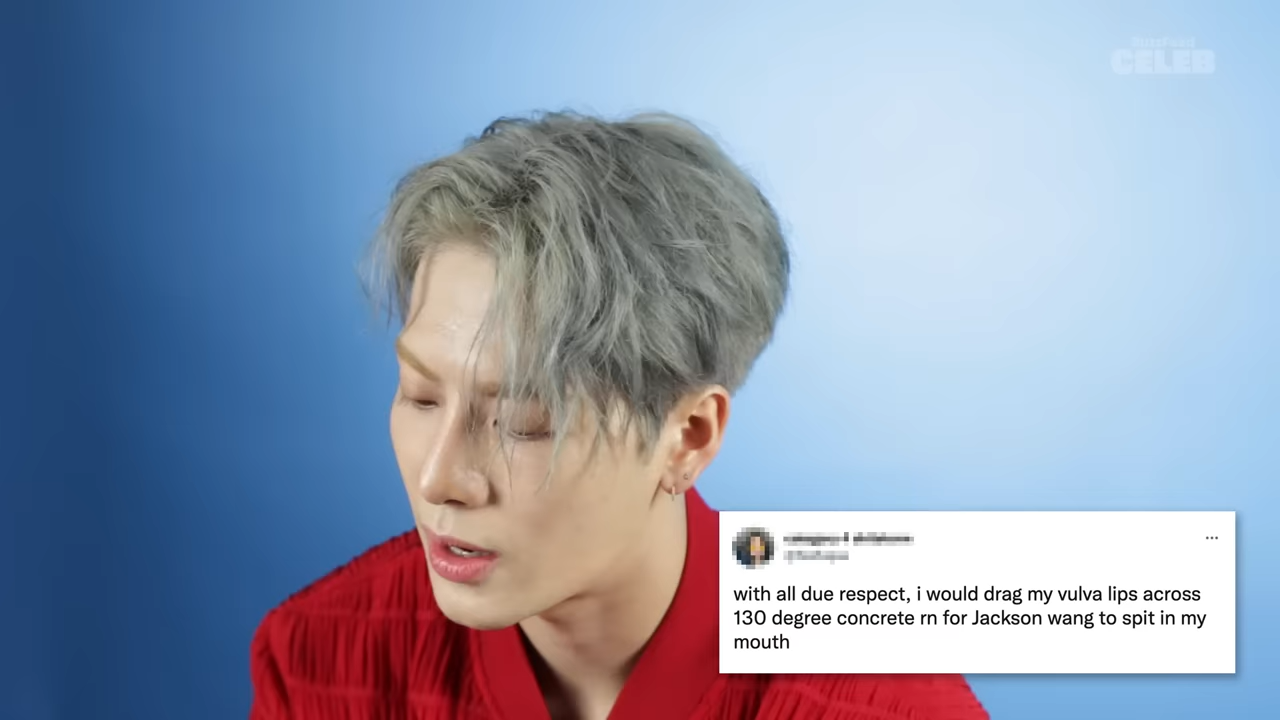 BuzzFeed
CELEB
with all due respect, i would drag my vulva lips across
130 degree concrete rn for Jackson wang to spit in my
mouth